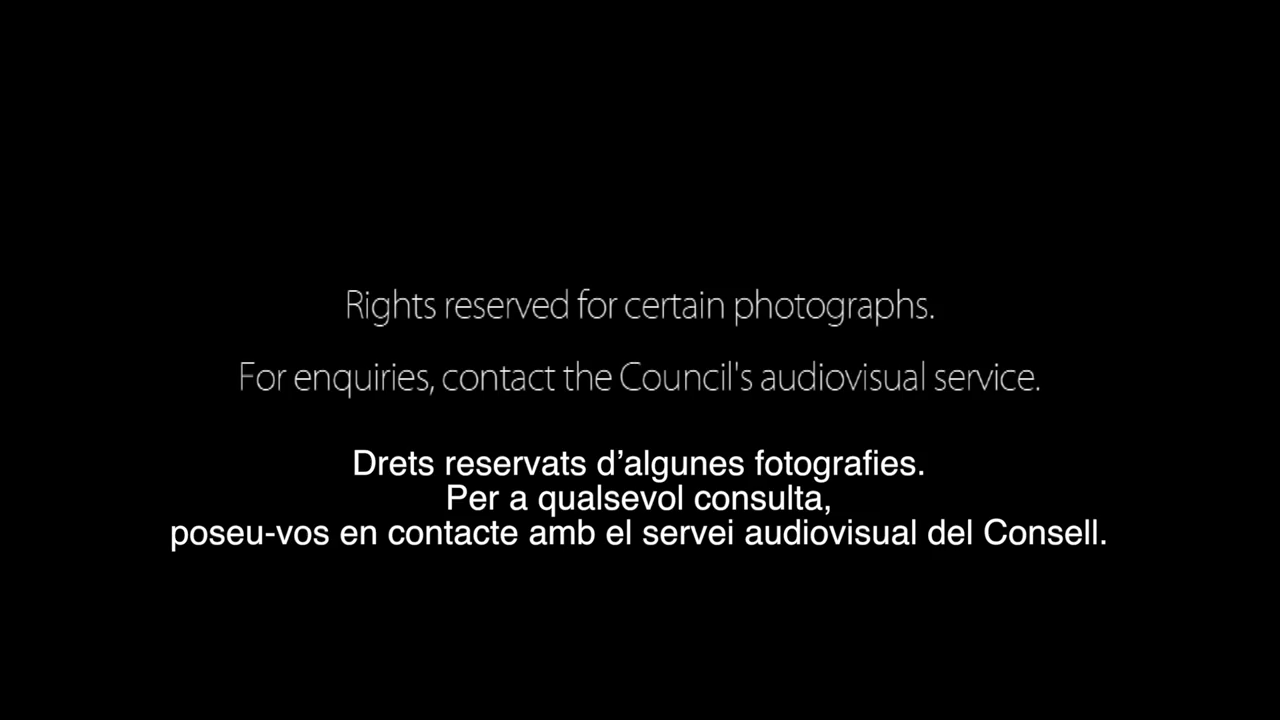 Rights reserved for certain photographs.
For enquiries, contact the Council's audiovisual service.
Drets reservats d’algunes fotografies.
Per a qualsevol consulta,
poseu-vos en contacte amb el servei audiovisual del Consell.